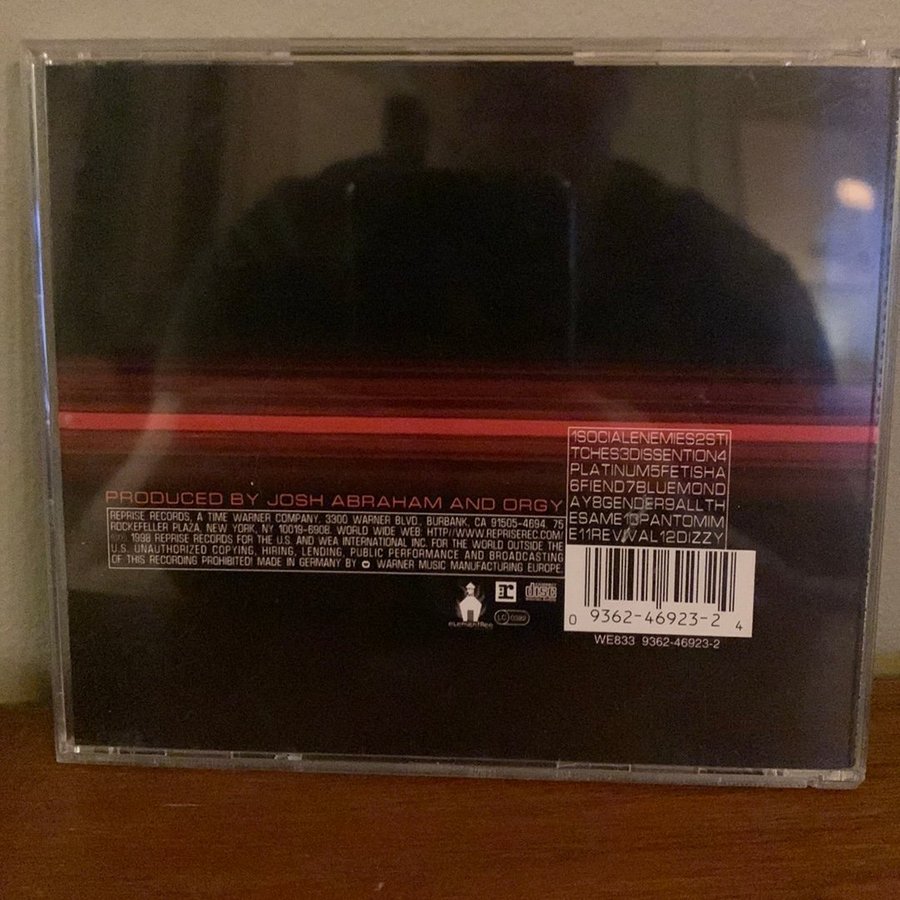 1SOCIALENEMIES2STI
TCHES3DISSENTION4
PLATINUM5FETISHA
6FIEND7BLUEMOND
AY8GENDER9ALLTH
ESAME10PANTOMIM
E11REVIVAL12DIZZY
PRODUCED BY JOSH ABRAHAM AND ORGY
REPRISE RECORDS, A TIME WARNER COMPANY. 3300 WARNER BLVD., BURBANK, CA 91505-4694. 75
ROCKEFELLER PLAZA, NEW YORK, NY 10019-6908. WORLD WIDE WEB: HTTP//WWW.REPRISEREC.COM/
℗© 1998 REPRISE RECORDS FOR THE U.S. AND WEA INTERNATIONAL INC. FOR THE WORLD OUTSIDE THE
U.S. UNAUTHORIZED COPYING, HIRING, LENDING, PUBLIC PERFORMANCE AND BROADCASTING
OF THIS RECORDING PROHIBITED! MADE IN GERMANY BY WARNER MUSIC MANUFACTURING EUROPE.
elementree
r
disc
LC 0392
0 9362-46923-2 4
WE833 9362-46923-2